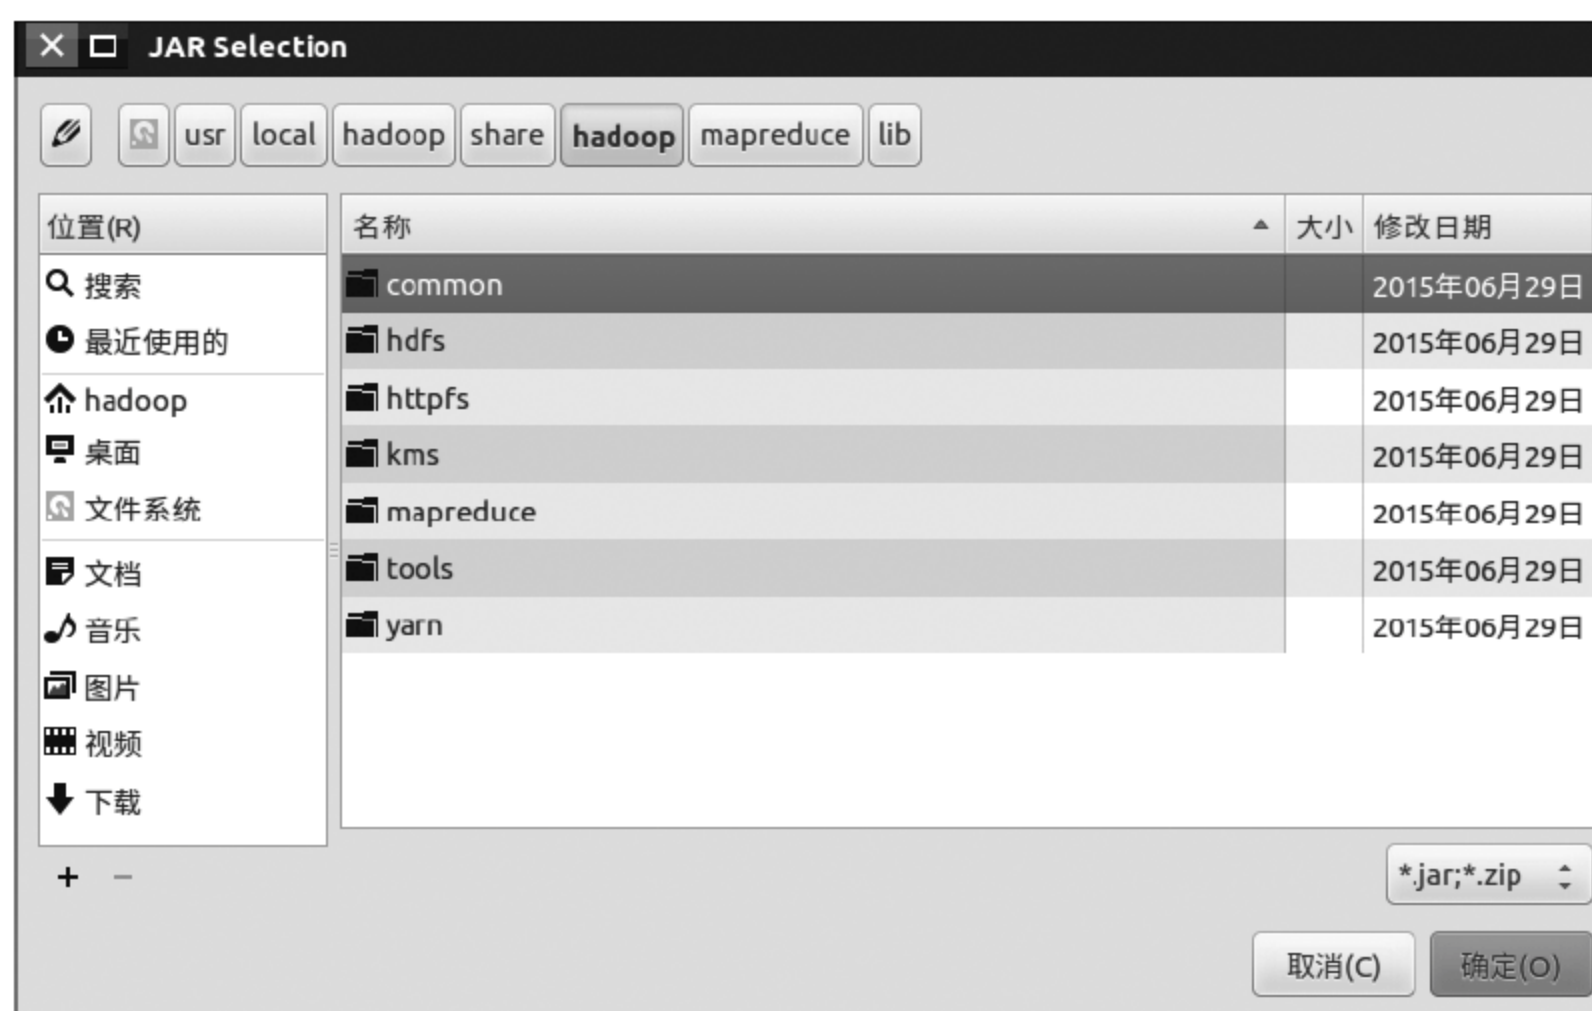 JAR Selection
usr local hadoop share hadoop mapreduce lib
位置(R) 名称 大小 修改日期
搜索 common 2015年06月29日
最近使用的 hdfs 2015年06月29日
hadoop httpfs 2015年06月29日
桌面 kms 2015年06月29日
文件系统 mapreduce 2015年06月29日
文档 tools 2015年06月29日
音乐 yarn 2015年06月29日
图片
视频
下载
+ −
*.jar;*.zip
取消(C) 确定(O)